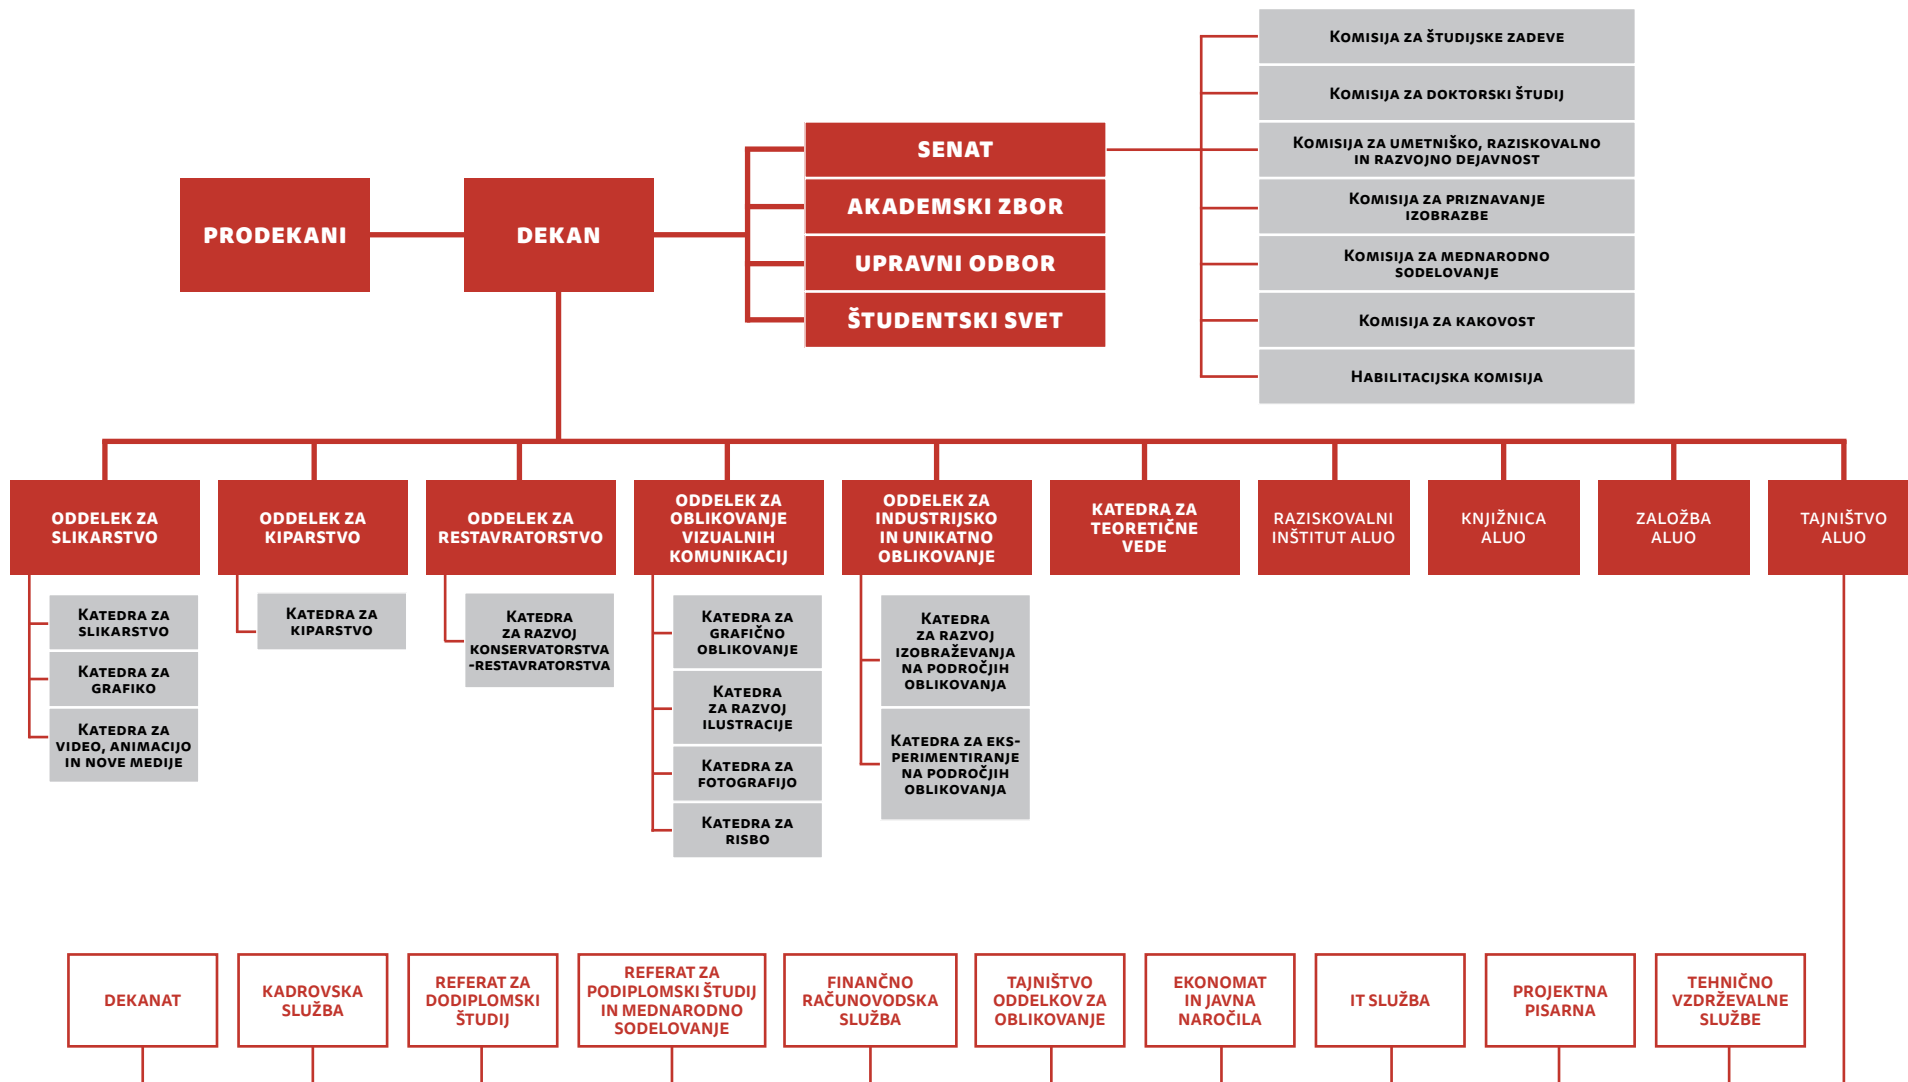 Komisija za študijske zadeve
Komisija za doktorski študij
Komisija za umetniško, raziskovalno
in razvojno dejavnost
Komisija za priznavanje
izobrazbe
Komisija za mednarodno
sodelovanje
Komisija za kakovost
Habilitacijska komisija
SENAT
AKADEMSKI ZBOR
UPRAVNI ODBOR
ŠTUDENTSKI SVET
PRODEKANI
DEKAN
ODDELEK ZA
SLIKARSTVO
ODDELEK ZA
KIPARSTVO
ODDELEK ZA
RESTAVRATORSTVO
ODDELEK ZA
OBLIKOVANJE
VIZUALNIH
KOMUNIKACIJ
ODDELEK ZA
INDUSTRIJSKO
IN UNIKATNO
OBLIKOVANJE
KATEDRA ZA
TEORETIČNE
VEDE
RAZISKOVALNI
INŠTITUT ALUO
KNJIŽNICA
ALUO
ZALOŽBA
ALUO
TAJNIŠTVO
ALUO
Katedra za
slikarstvo
Katedra za
grafiko
Katedra za
video, animacijo
in nove medije
Katedra za
kiparstvo
Katedra
za razvoj
konservatorstva
-restavratorstva
Katedra za
grafično
oblikovanje
Katedra
za razvoj
ilustracije
Katedra za
fotografijo
Katedra za
risbo
Katedra
za razvoj
izobraževanja
na področjih
oblikovanja
Katedra za eks-
perimentiranje
na področjih
oblikovanja
DEKANAT
KADROVSKA
SLUŽBA
REFERAT ZA
DODIPLOMSKI
ŠTUDIJ
REFERAT ZA
PODIPLOMSKI ŠTUDIJ
IN MEDNARODNO
SODELOVANJE
FINANČNO
RAČUNOVODSKA
SLUŽBA
TAJNIŠTVO
ODDELKOV ZA
OBLIKOVANJE
EKONOMAT
IN JAVNA
NAROČILA
IT SLUŽBA
PROJEKTNA
PISARNA
TEHNIČNO
VZDRŽEVALNE
SLUŽBE